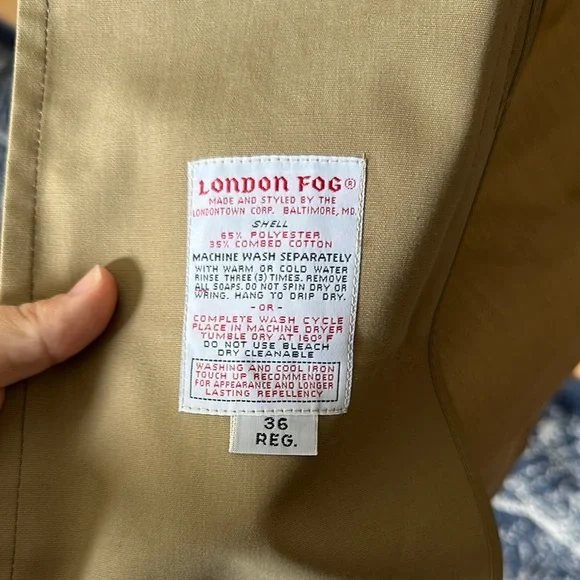 LONDON FOG®
MADE AND STYLED BY THE
LONDONTOWN CORP. BALTIMORE, MD.
SHELL
65% POLYESTER
35% COMBED COTTON
MACHINE WASH SEPARATELY
WITH WARM OR COLD WATER
RINSE THREE (3) TIMES. REMOVE
ALL SOAPS. DO NOT SPIN DRY OR
WRING. HANG TO DRIP DRY.
- OR -
COMPLETE WASH CYCLE
PLACE IN MACHINE DRYER
TUMBLE DRY AT 160° F
DO NOT USE BLEACH
DRY CLEANABLE
WASHING AND COOL IRON
TOUCH UP RECOMMENDED
FOR APPEARANCE AND LONGER
LASTING REPELLENCY
36
REG.